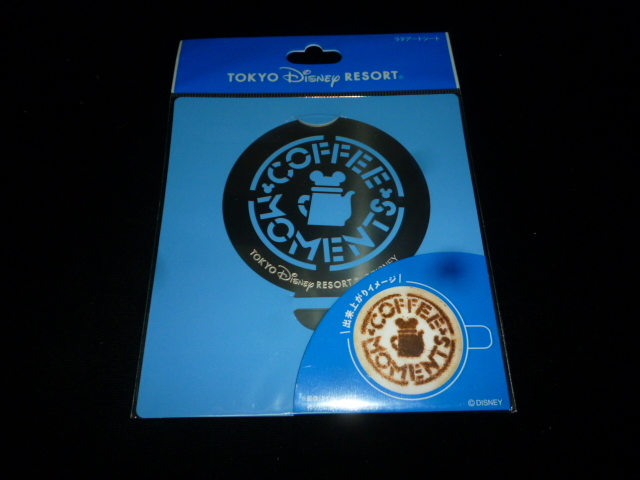 ラテアートシート
TOKYO Disney RESORT®
COFFEE
MOMENTS
TOKYO Disney RESORT
DISNEY
出来上がりイメージ
COFFEE
MOMENTS
©DISNEY